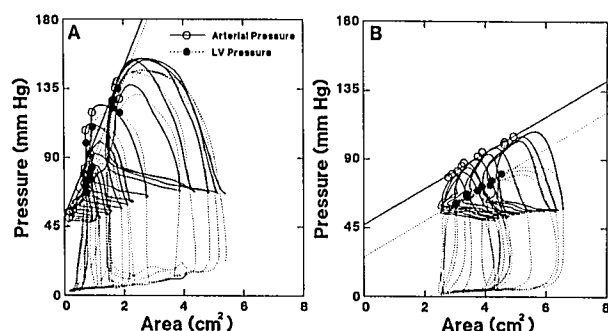 A
Arterial Pressure
LV Pressure
Pressure (mm Hg)
180
135
90
45
0
0 2 4 6 8
Area (cm²)
B
Pressure (mm Hg)
180
135
90
45
0
0 2 4 6 8
Area (cm²)